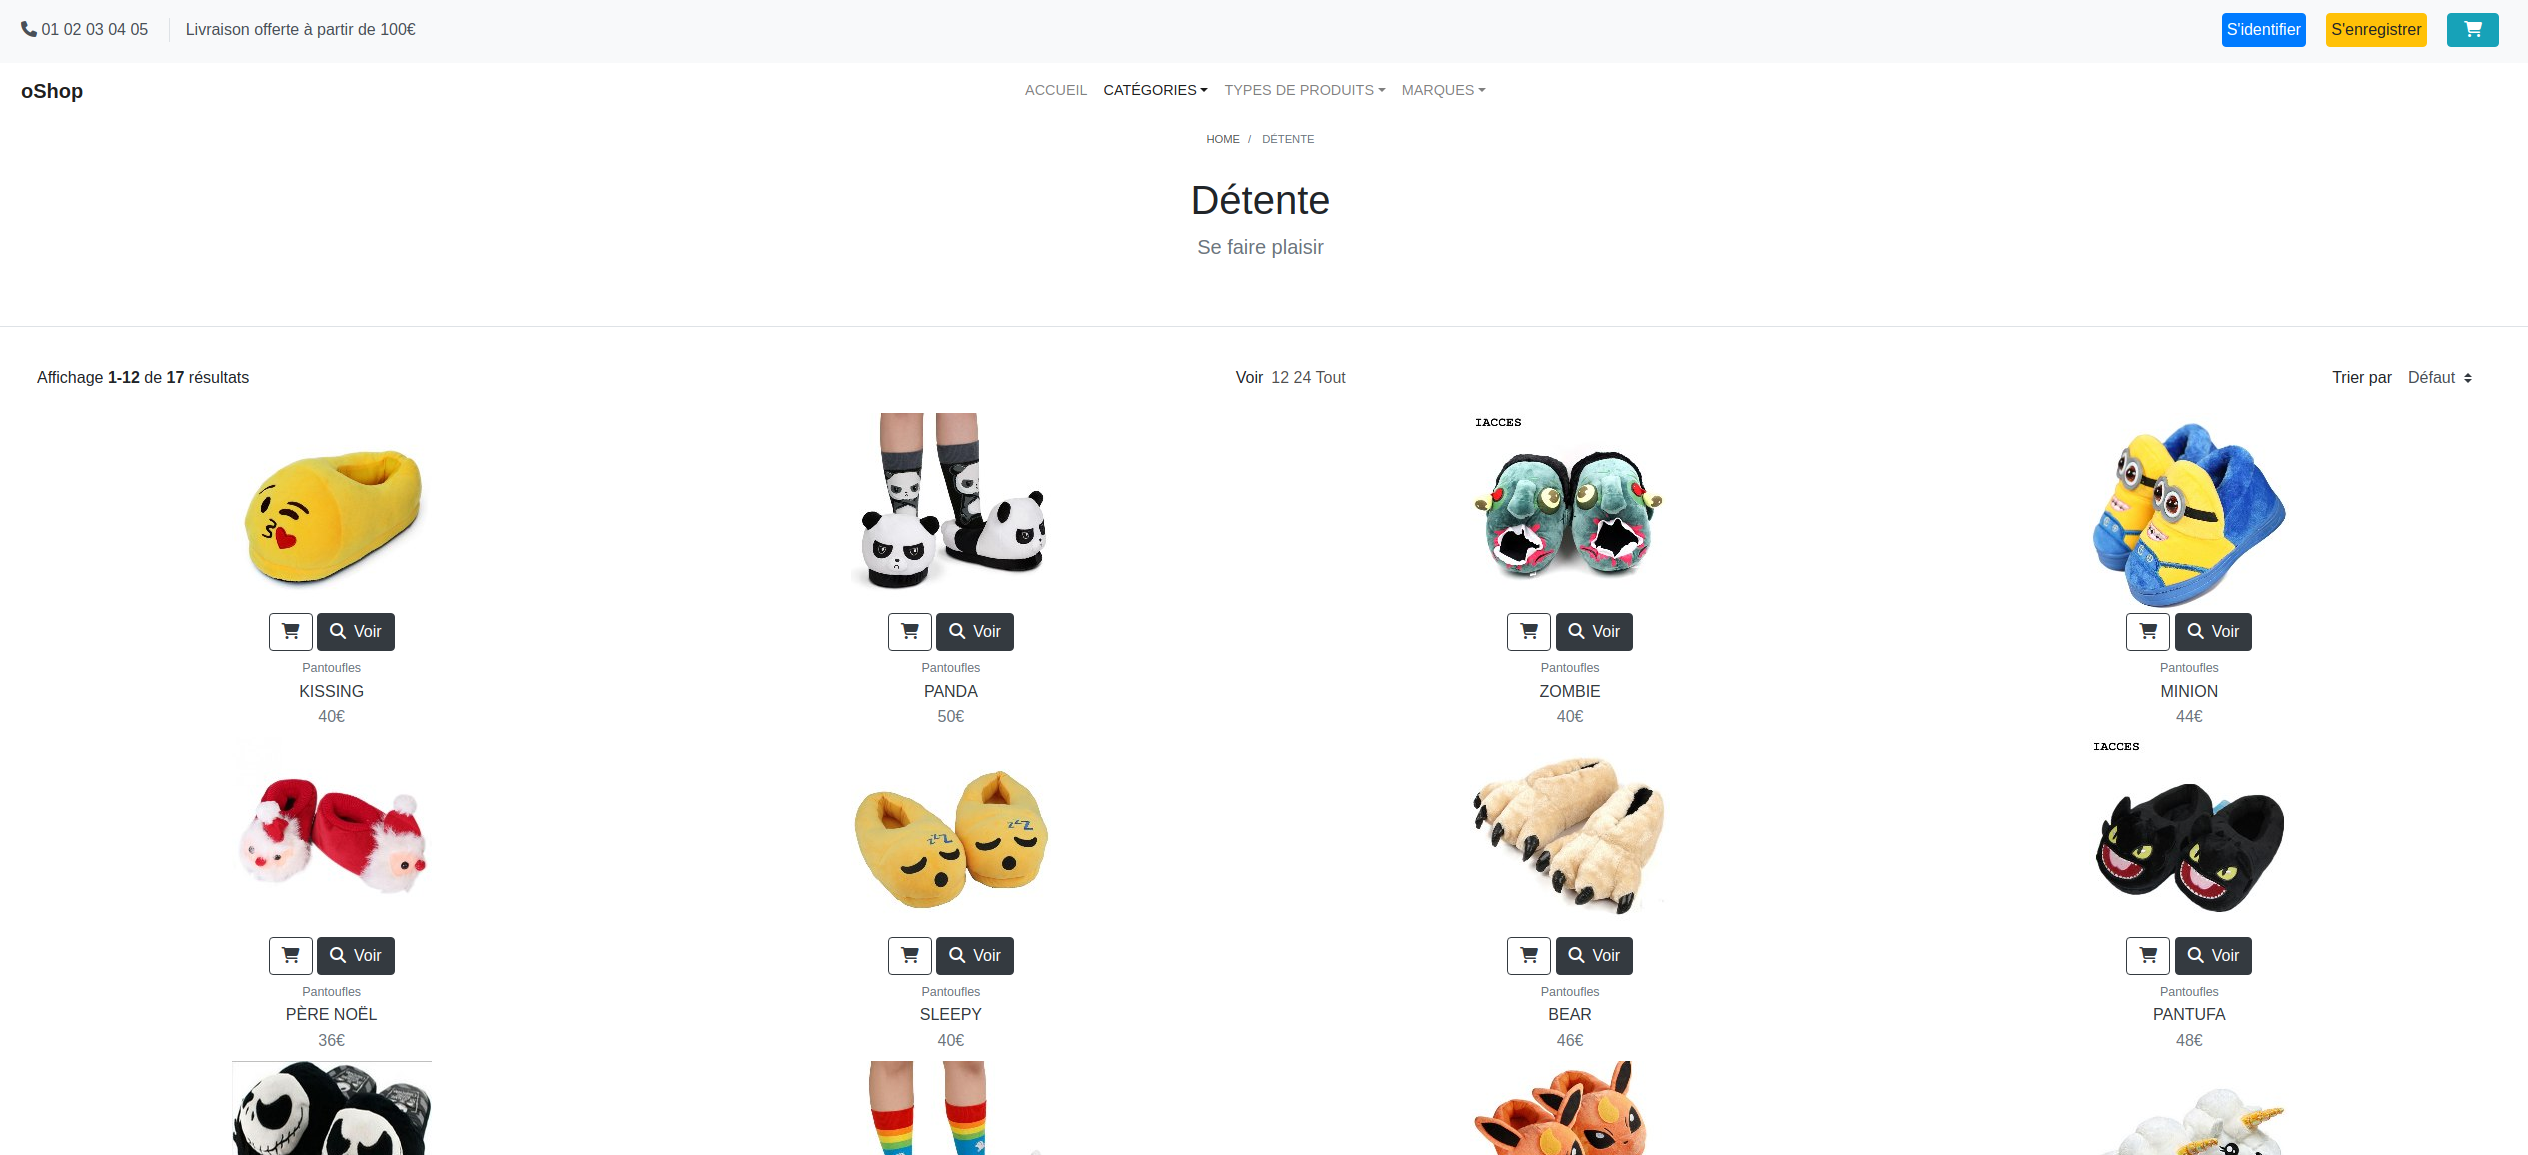 01 02 03 04 05 Livraison offerte à partir de 100€ S'identifier S'enregistrer
oShop ACCUEIL CATÉGORIES TYPES DE PRODUITS MARQUES
HOME / DÉTENTE
Détente
Se faire plaisir
Affichage 1-12 de 17 résultats Voir 12 24 Tout Trier par Défaut
IACCES
Voir Voir Voir Voir
Pantoufles Pantoufles Pantoufles Pantoufles
KISSING PANDA ZOMBIE MINION
40€ 50€ 40€ 44€
IACCES
zzZ zzZ
Voir Voir Voir Voir
Pantoufles Pantoufles Pantoufles Pantoufles
PÈRE NOËL SLEEPY BEAR PANTUFA
36€ 40€ 46€ 48€